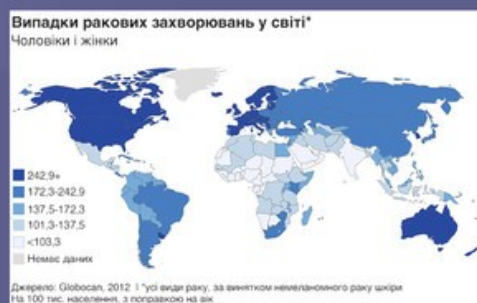 Випадки ракових захворювань у світі*
Чоловіки і жінки
242,9+
172,3-242,9
137,5-172,3
101,3-137,5
<103,3
Немає даних
Джерело: Globocan, 2012 | *усі види раку, за винятком немеланомного раку шкіри
На 100 тис. населення, з поправкою на вік